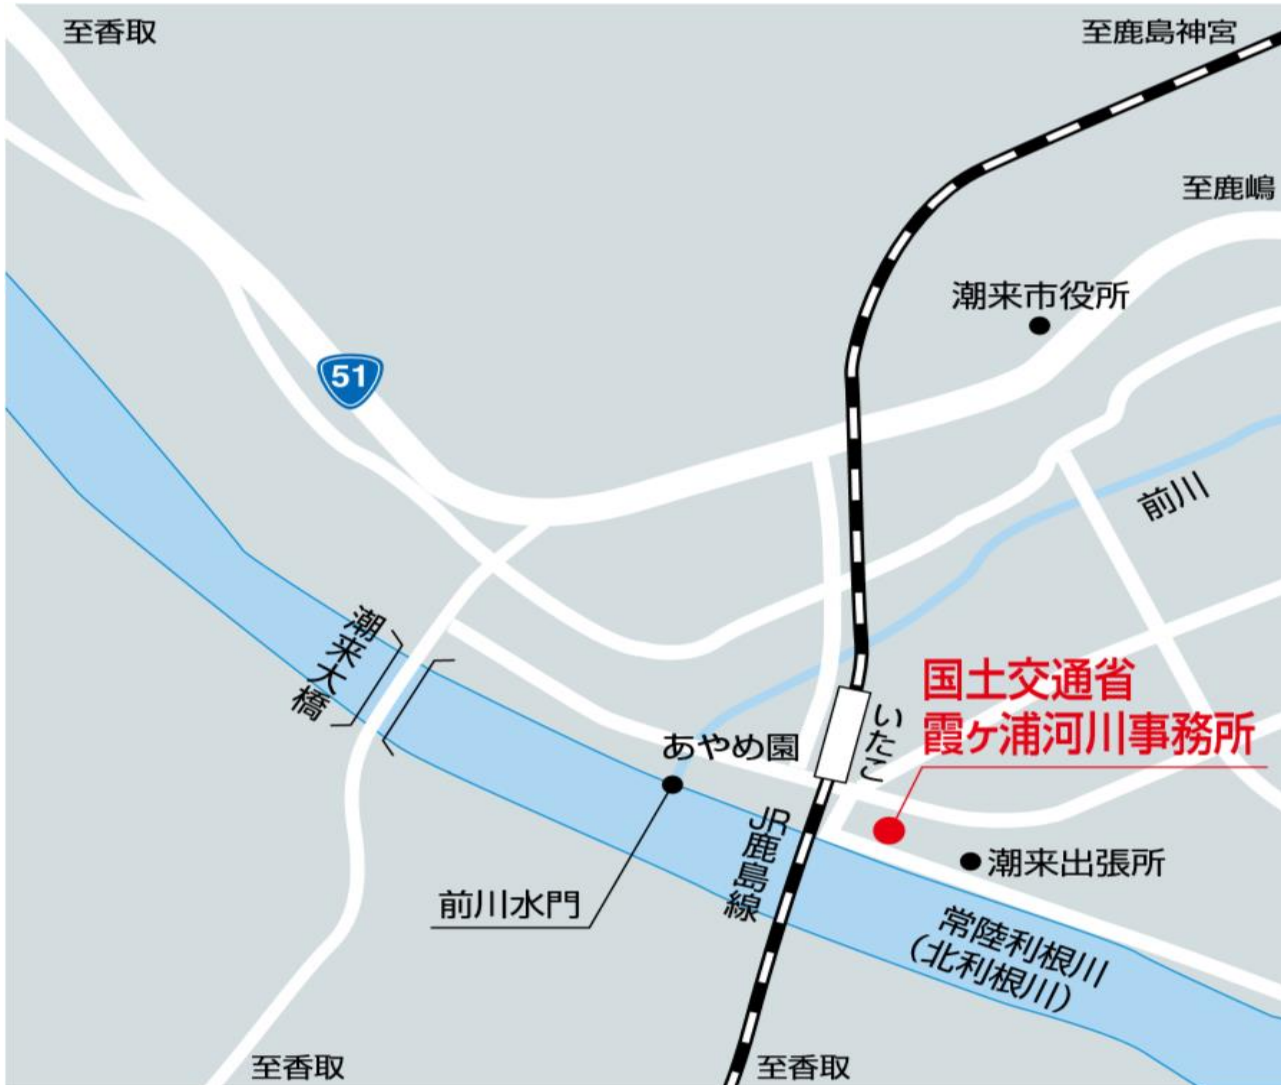 至香取
至鹿島神宮
至鹿嶋
潮来市役所
51
前川
潮来大橋
国土交通省
霞ヶ浦河川事務所
いたこ
あやめ園
JR鹿島線
潮来出張所
前川水門
常陸利根川
(北利根川)
至香取
至香取